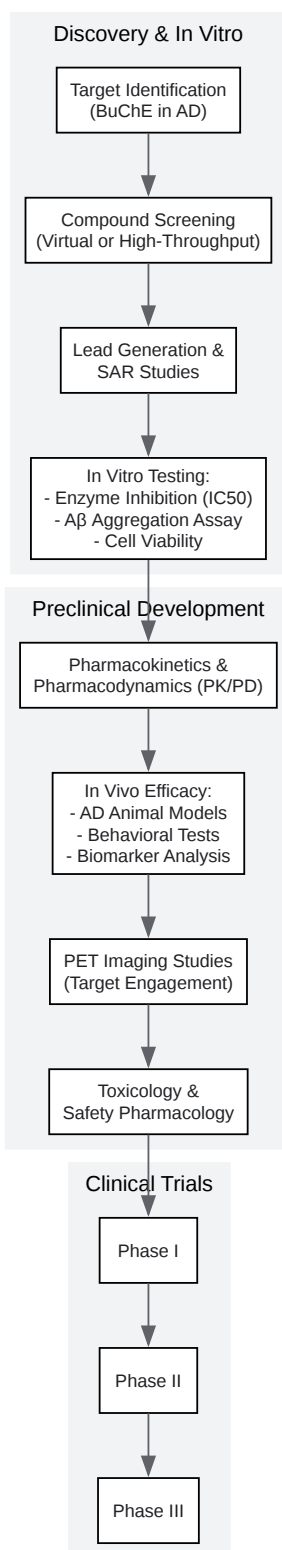 Discovery & In Vitro
Target Identification
(BuChE in AD)
Compound Screening
(Virtual or High-Throughput)
Lead Generation &
SAR Studies
In Vitro Testing:
- Enzyme Inhibition (IC50)
- Aβ Aggregation Assay
- Cell Viability
Preclinical Development
Pharmacokinetics &
Pharmacodynamics (PK/PD)
In Vivo Efficacy:
- AD Animal Models
- Behavioral Tests
- Biomarker Analysis
PET Imaging Studies
(Target Engagement)
Toxicology &
Safety Pharmacology
Clinical Trials
Phase I
Phase II
Phase III